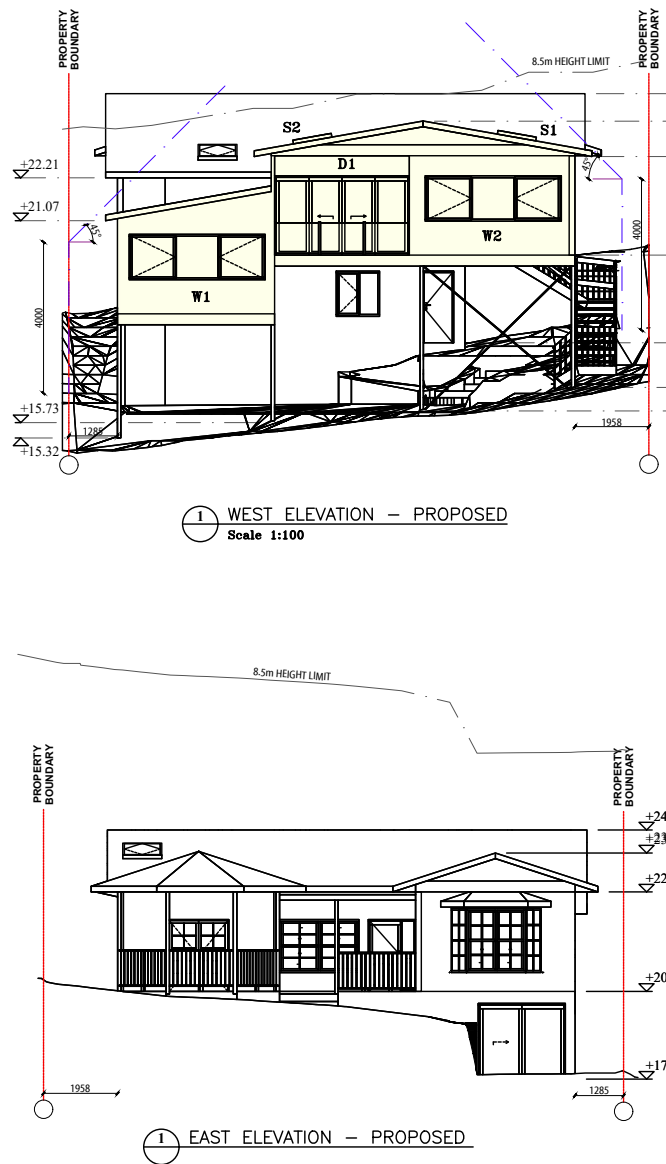 PROPERTY BOUNDARY
PROPERTY BOUNDARY
8.5m HEIGHT LIMIT
S2
S1
D1
+22.21
45°
+21.07
45°
W2
4000
W1
4000
+15.73
1285
1958
+15.32
1 WEST ELEVATION – PROPOSED
Scale 1:100
8.5m HEIGHT LIMIT
PROPERTY BOUNDARY
PROPERTY BOUNDARY
+24
+23
+22
+20
+17
1958
1285
1 EAST ELEVATION – PROPOSED